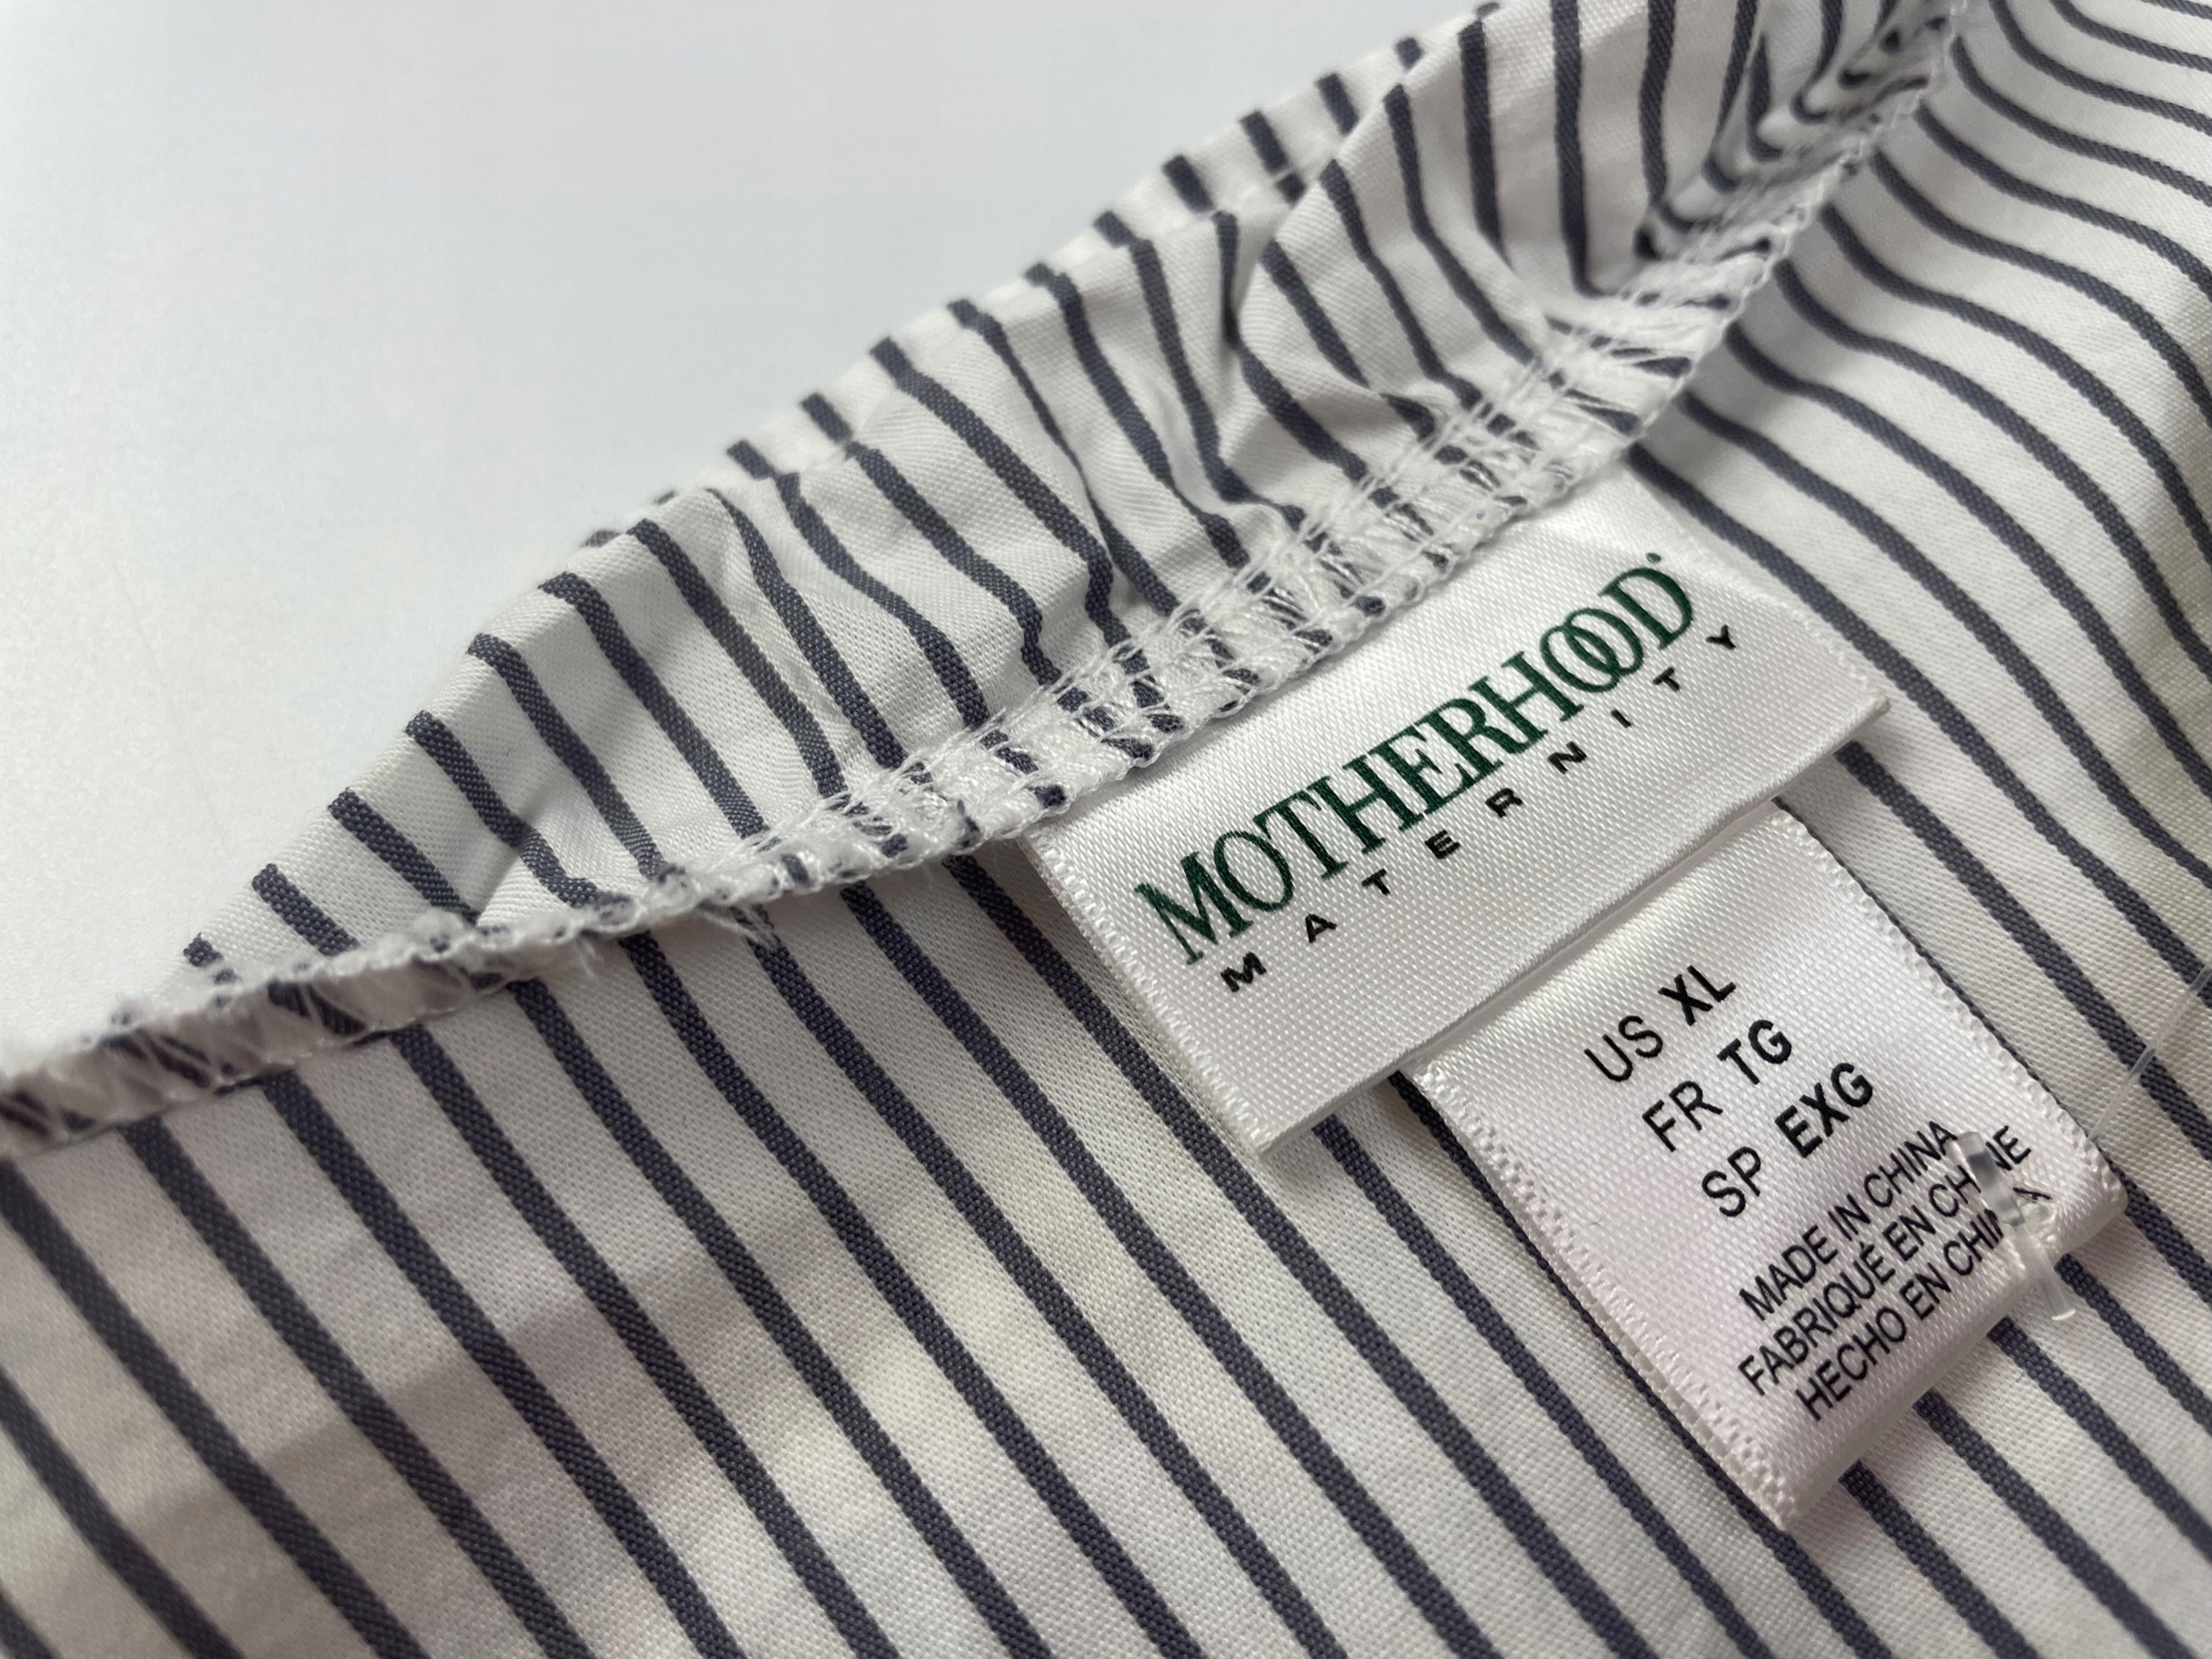 MOTHERHOOD
MATERNITY
US XL
FR TG
SP EXG
MADE IN CHINA
FABRIQUÉ EN CHINE
HECHO EN CHINA